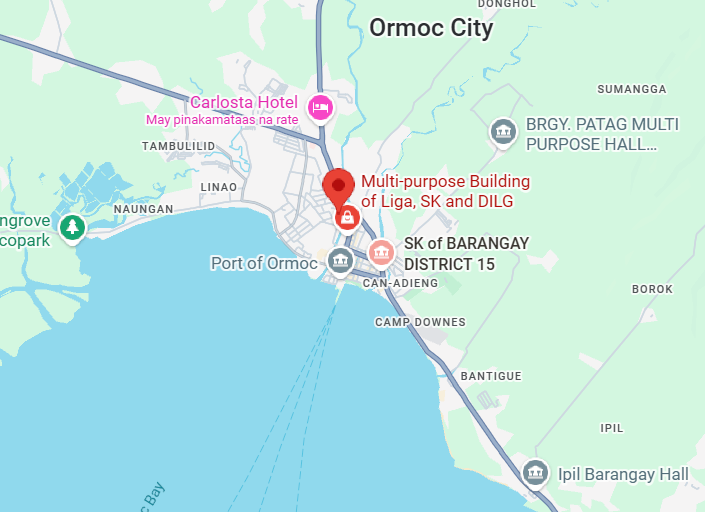 DONGHOL
Ormoc City
SUMANGGA
Carlosta Hotel
May pinakamataas na rate
BRGY. PATAG MULTI
PURPOSE HALL...
TAMBULILID
LINAO
Multi-purpose Building
of Liga, SK and DILG
NAUNGAN
ngrove
copark
SK of BARANGAY
DISTRICT 15
Port of Ormoc
CAN-ADIENG
BOROK
CAMP DOWNES
BANTIGUE
IPIL
Ipil Barangay Hall
c Bay